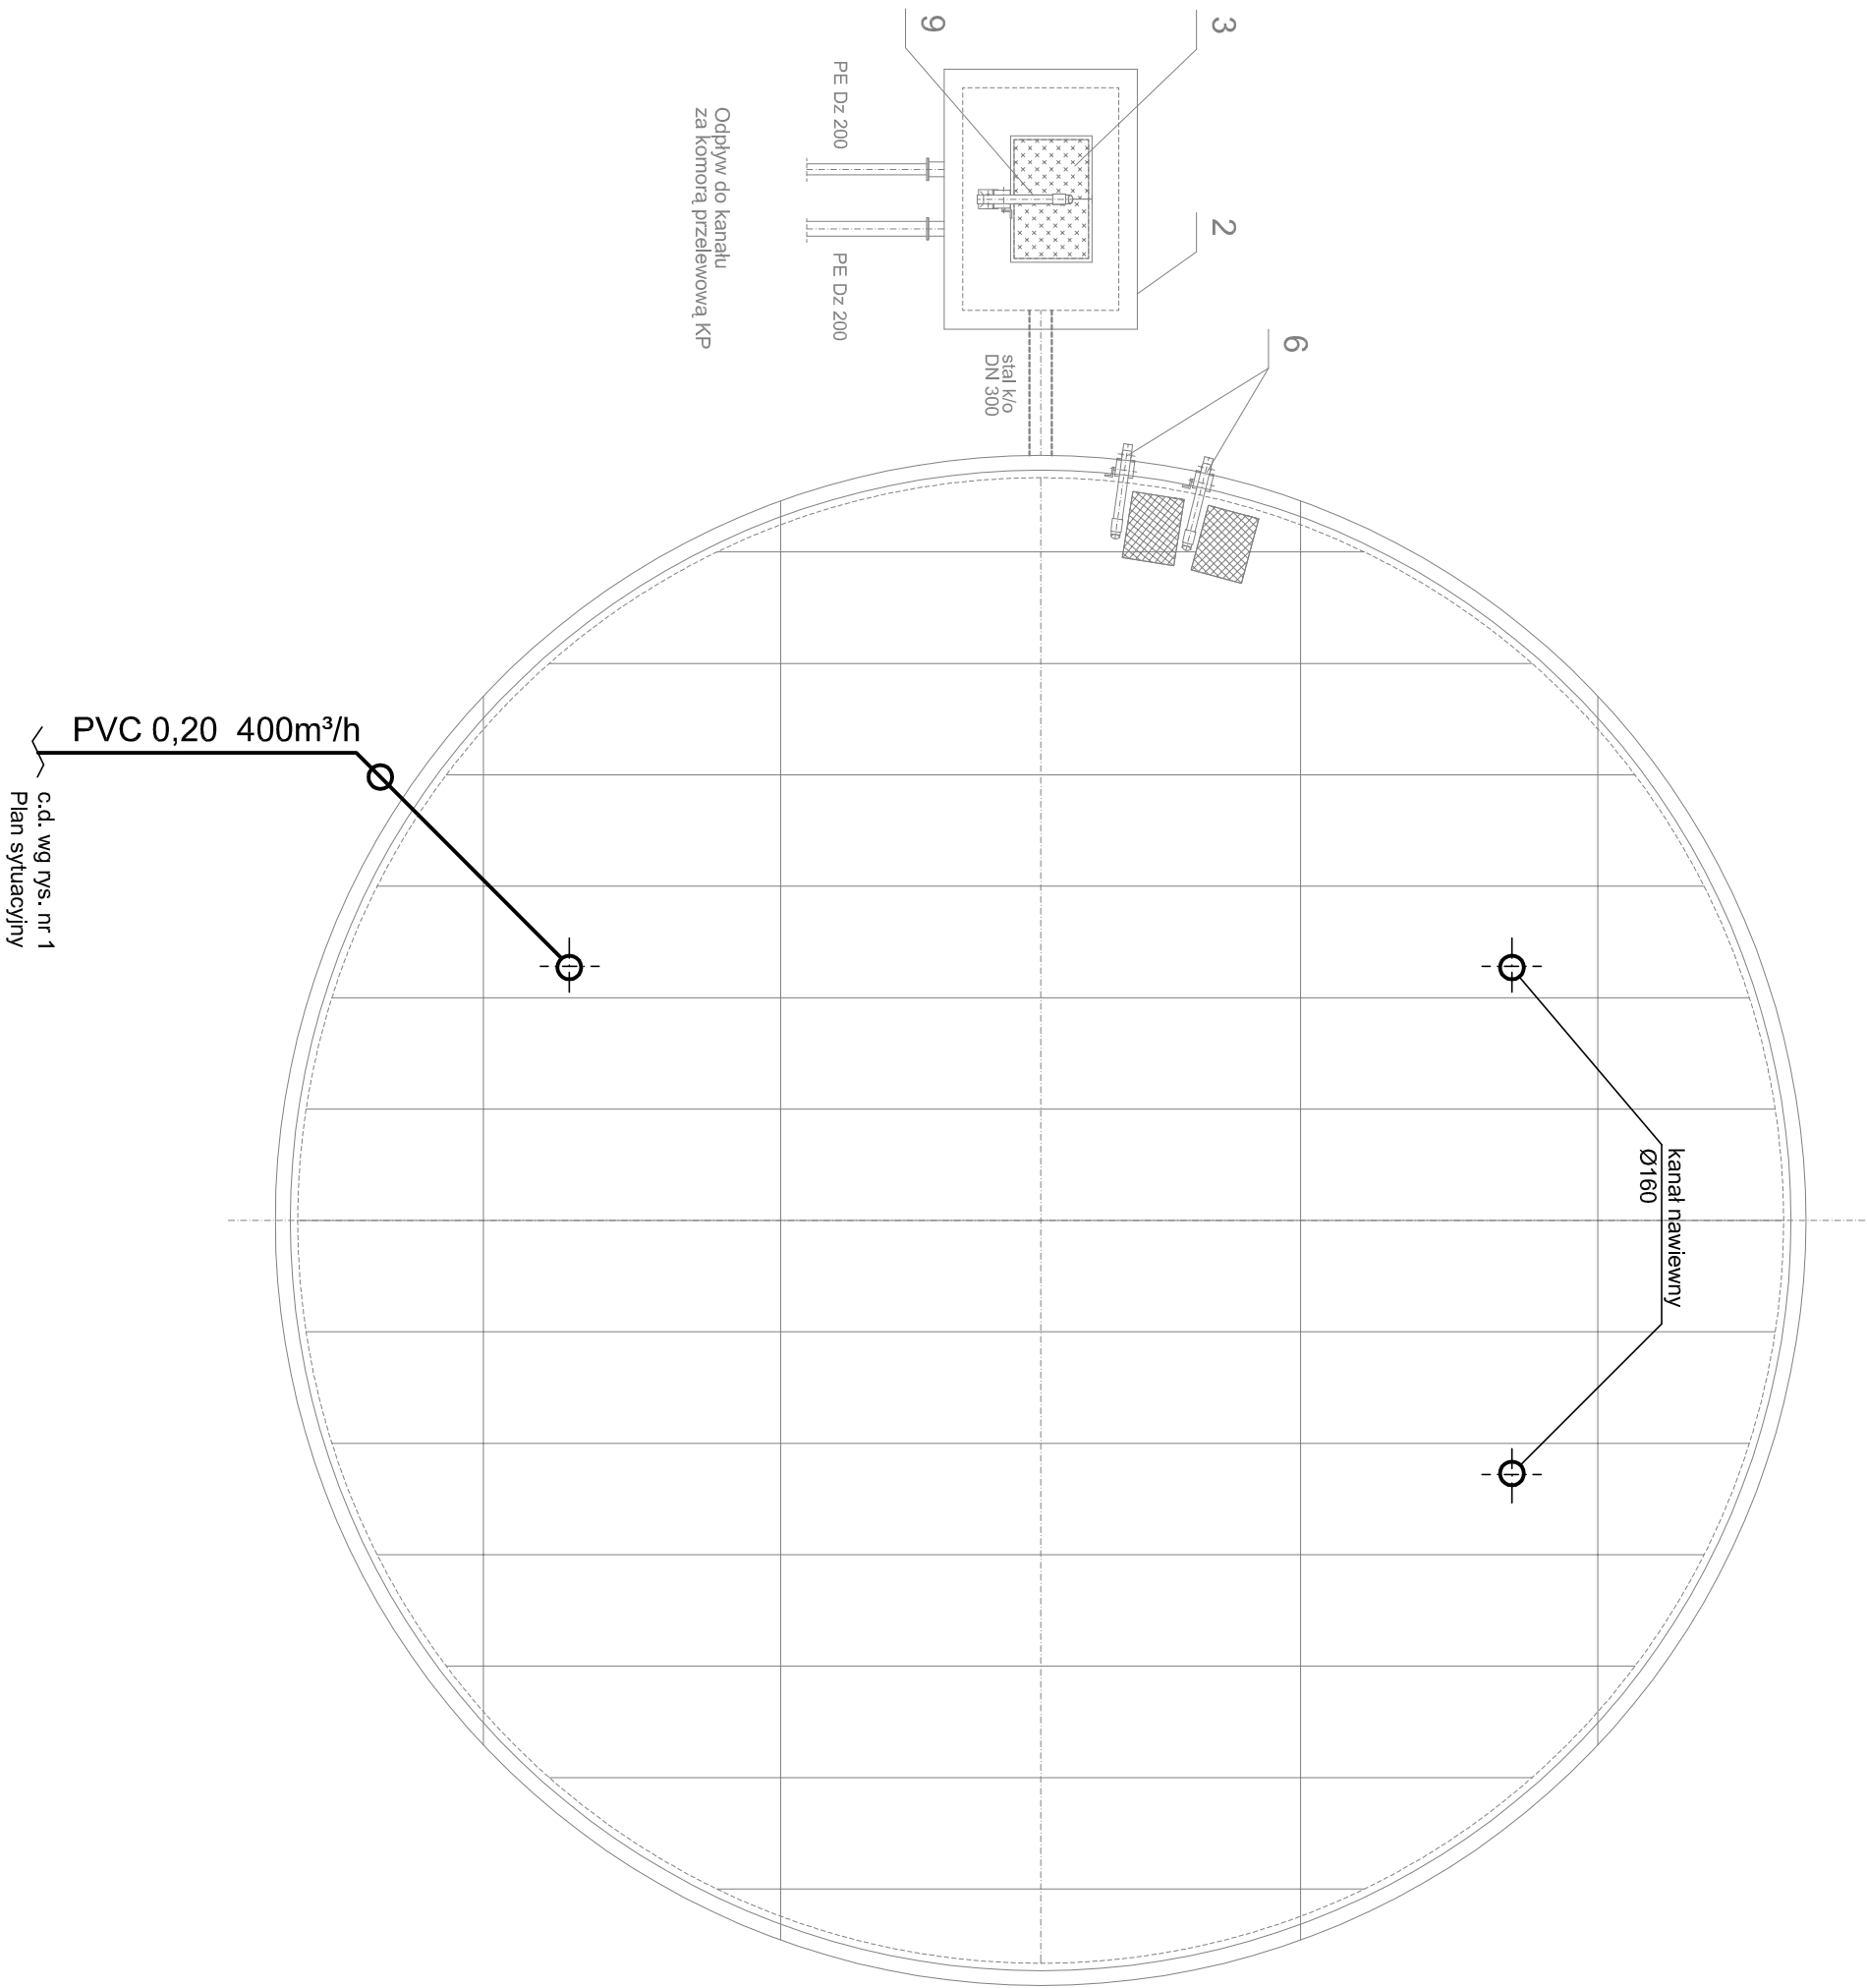 9
3
PE Dz 200
Odpływ do kanału
za komorą przelewową KP
2
PE Dz 200
6
stal k/o
DN 300
PVC 0,20  400m³/h
c.d. wg rys. nr 1
Plan sytuacyjny
kanał nawiewny
Ø160